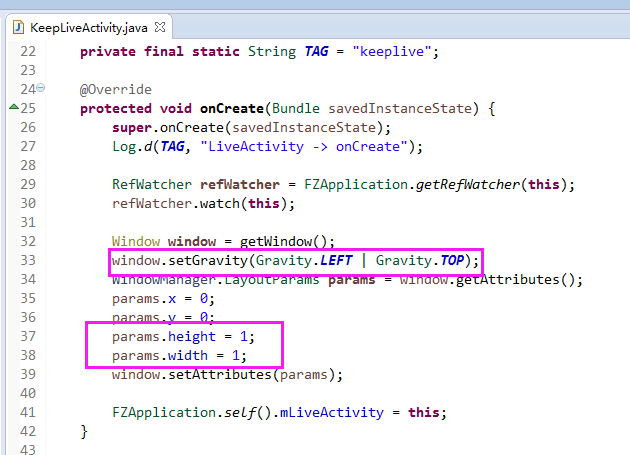 KeepLiveActivity.java
22 private final static String TAG = "keeplive";
23
24 @Override
25 protected void onCreate(Bundle savedInstanceState) {
26 super.onCreate(savedInstanceState);
27 Log.d(TAG, "LiveActivity -> onCreate");
28
29 RefWatcher refWatcher = FZApplication.getRefWatcher(this);
30 refWatcher.watch(this);
31
32 Window window = getWindow();
33 window.setGravity(Gravity.LEFT | Gravity.TOP);
34 WindowManager.LayoutParams params = window.getAttributes();
35 params.x = 0;
36 params.y = 0;
37 params.height = 1;
38 params.width = 1;
39 window.setAttributes(params);
40
41 FZApplication.self().mLiveActivity = this;
42 }
43